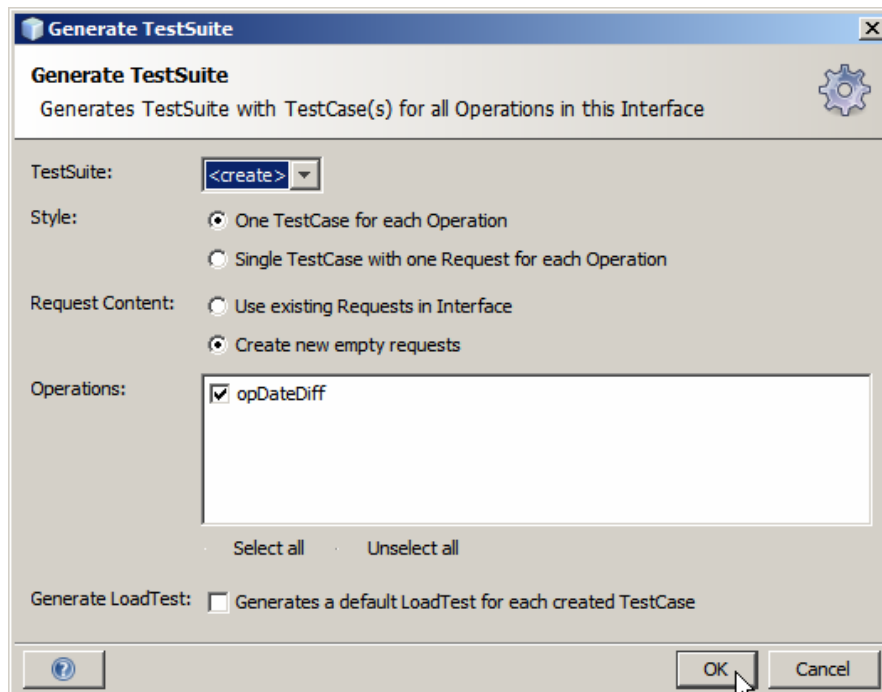 Generate TestSuite
Generate TestSuite
Generates TestSuite with TestCase(s) for all Operations in this Interface
TestSuite: <create>
Style: One TestCase for each Operation
Single TestCase with one Request for each Operation
Request Content: Use existing Requests in Interface
Create new empty requests
Operations: opDateDiff
Select all Unselect all
Generate LoadTest: Generates a default LoadTest for each created TestCase
? OK Cancel